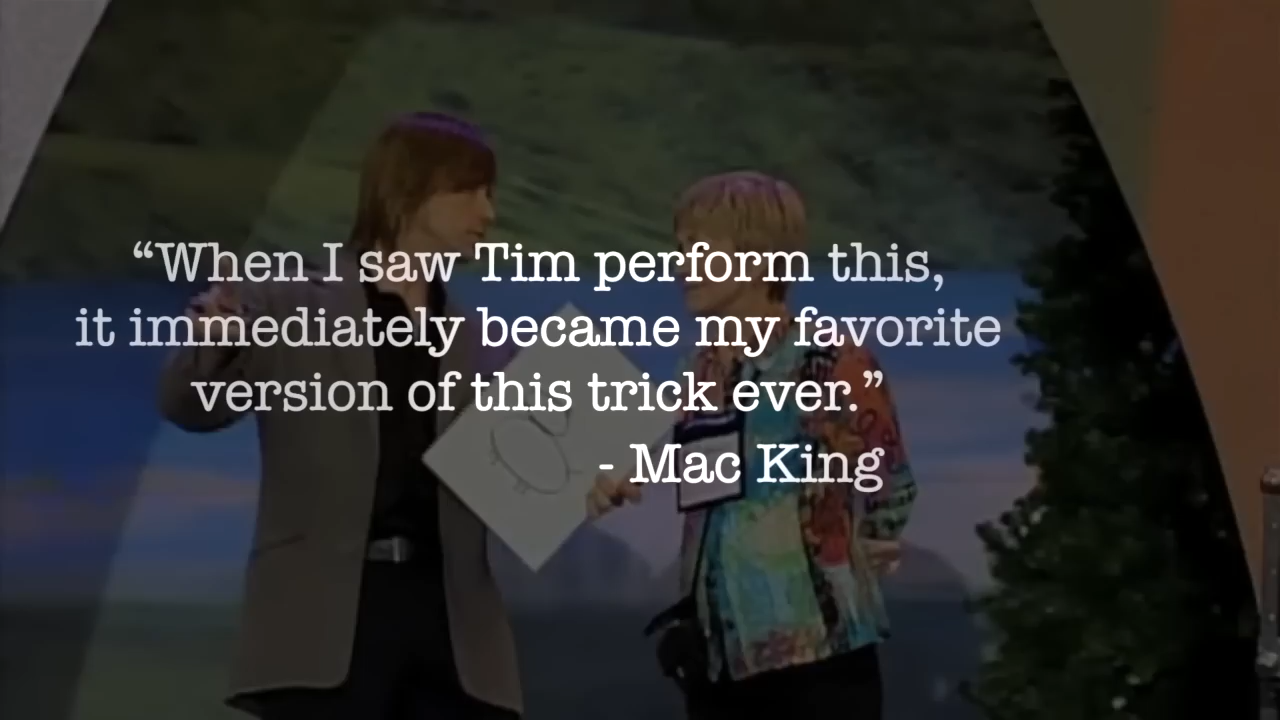 “When I saw Tim perform this,
it immediately became my favorite
version of this trick ever.”
- Mac King